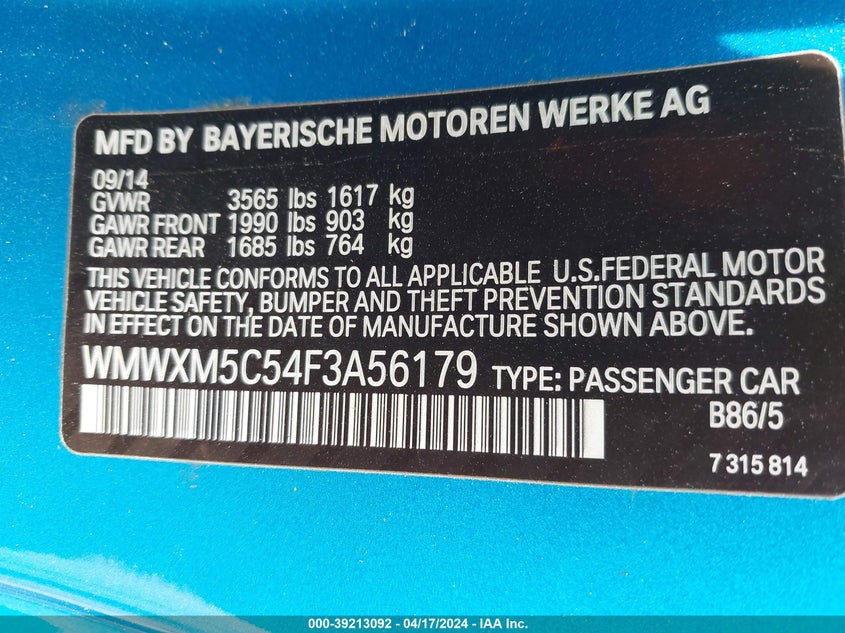 MFD BY BAYERISCHE MOTOREN WERKE AG
09/14
GVWR 3565 lbs 1617 kg
GAWR FRONT 1990 lbs 903 kg
GAWR REAR 1685 lbs 764 kg
THIS VEHICLE CONFORMS TO ALL APPLICABLE U.S.FEDERAL MOTOR
VEHICLE SAFETY, BUMPER AND THEFT PREVENTION STANDARDS
IN EFFECT ON THE DATE OF MANUFACTURE SHOWN ABOVE.
WMWXM5C54F3A56179 TYPE: PASSENGER CAR
B86/5
7 315 814
000-39213092 - 04/17/2024 - IAA Inc.